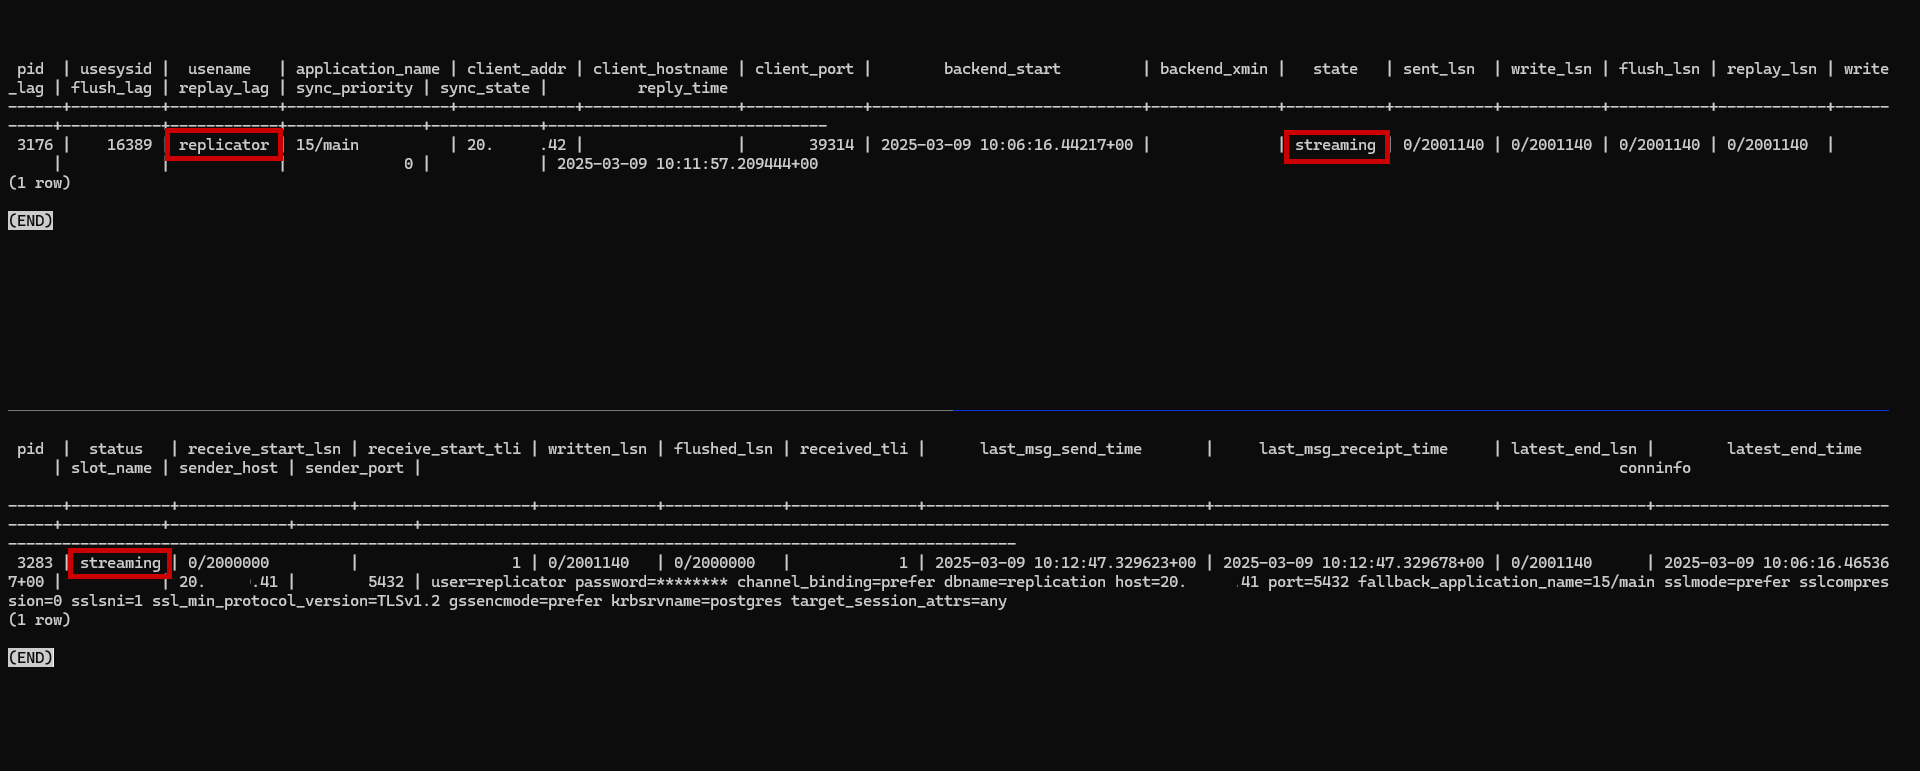 pid | usesysid | usename | application_name | client_addr | client_hostname | client_port | backend_start | backend_xmin | state | sent_lsn | write_lsn | flush_lsn | replay_lsn | write
_lag | flush_lag | replay_lag | sync_priority | sync_state | reply_time
3176 | 16389 | replicator | 15/main | 20. .42 | | 39314 | 2025-03-09 10:06:16.44217+00 | | streaming | 0/2001140 | 0/2001140 | 0/2001140 | 0/2001140 |
| | | 0 | | 2025-03-09 10:11:57.209444+00
(1 row)
(END)
pid | status | receive_start_lsn | receive_start_tli | written_lsn | flushed_lsn | received_tli | last_msg_send_time | last_msg_receipt_time | latest_end_lsn | latest_end_time
| slot_name | sender_host | sender_port | conninfo
3283 | streaming | 0/2000000 | 1 | 0/2001140 | 0/2000000 | 1 | 2025-03-09 10:12:47.329623+00 | 2025-03-09 10:12:47.329678+00 | 0/2001140 | 2025-03-09 10:06:16.46536
7+00 | | 20. .41 | 5432 | user=replicator password=******** channel_binding=prefer dbname=replication host=20. .41 port=5432 fallback_application_name=15/main sslmode=prefer sslcompres
sion=0 sslsni=1 ssl_min_protocol_version=TLSv1.2 gssencmode=prefer krbsrvname=postgres target_session_attrs=any
(1 row)
(END)